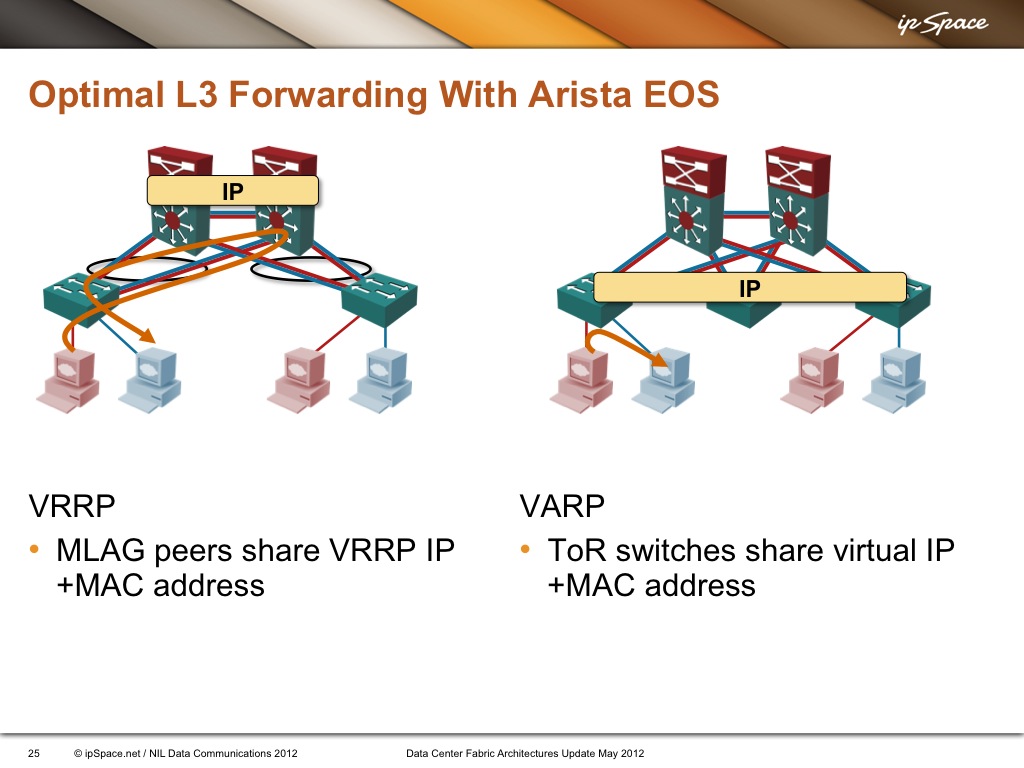 ipSpace
Optimal L3 Forwarding With Arista EOS
IP
IP
VRRP
• MLAG peers share VRRP IP
+MAC address
VARP
• ToR switches share virtual IP
+MAC address
25 © ipSpace.net / NIL Data Communications 2012 Data Center Fabric Architectures Update May 2012